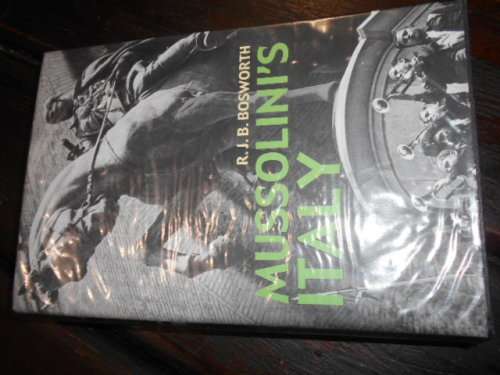 R. J. B. BOSWORTH
MUSSOLINI'S
ITALY